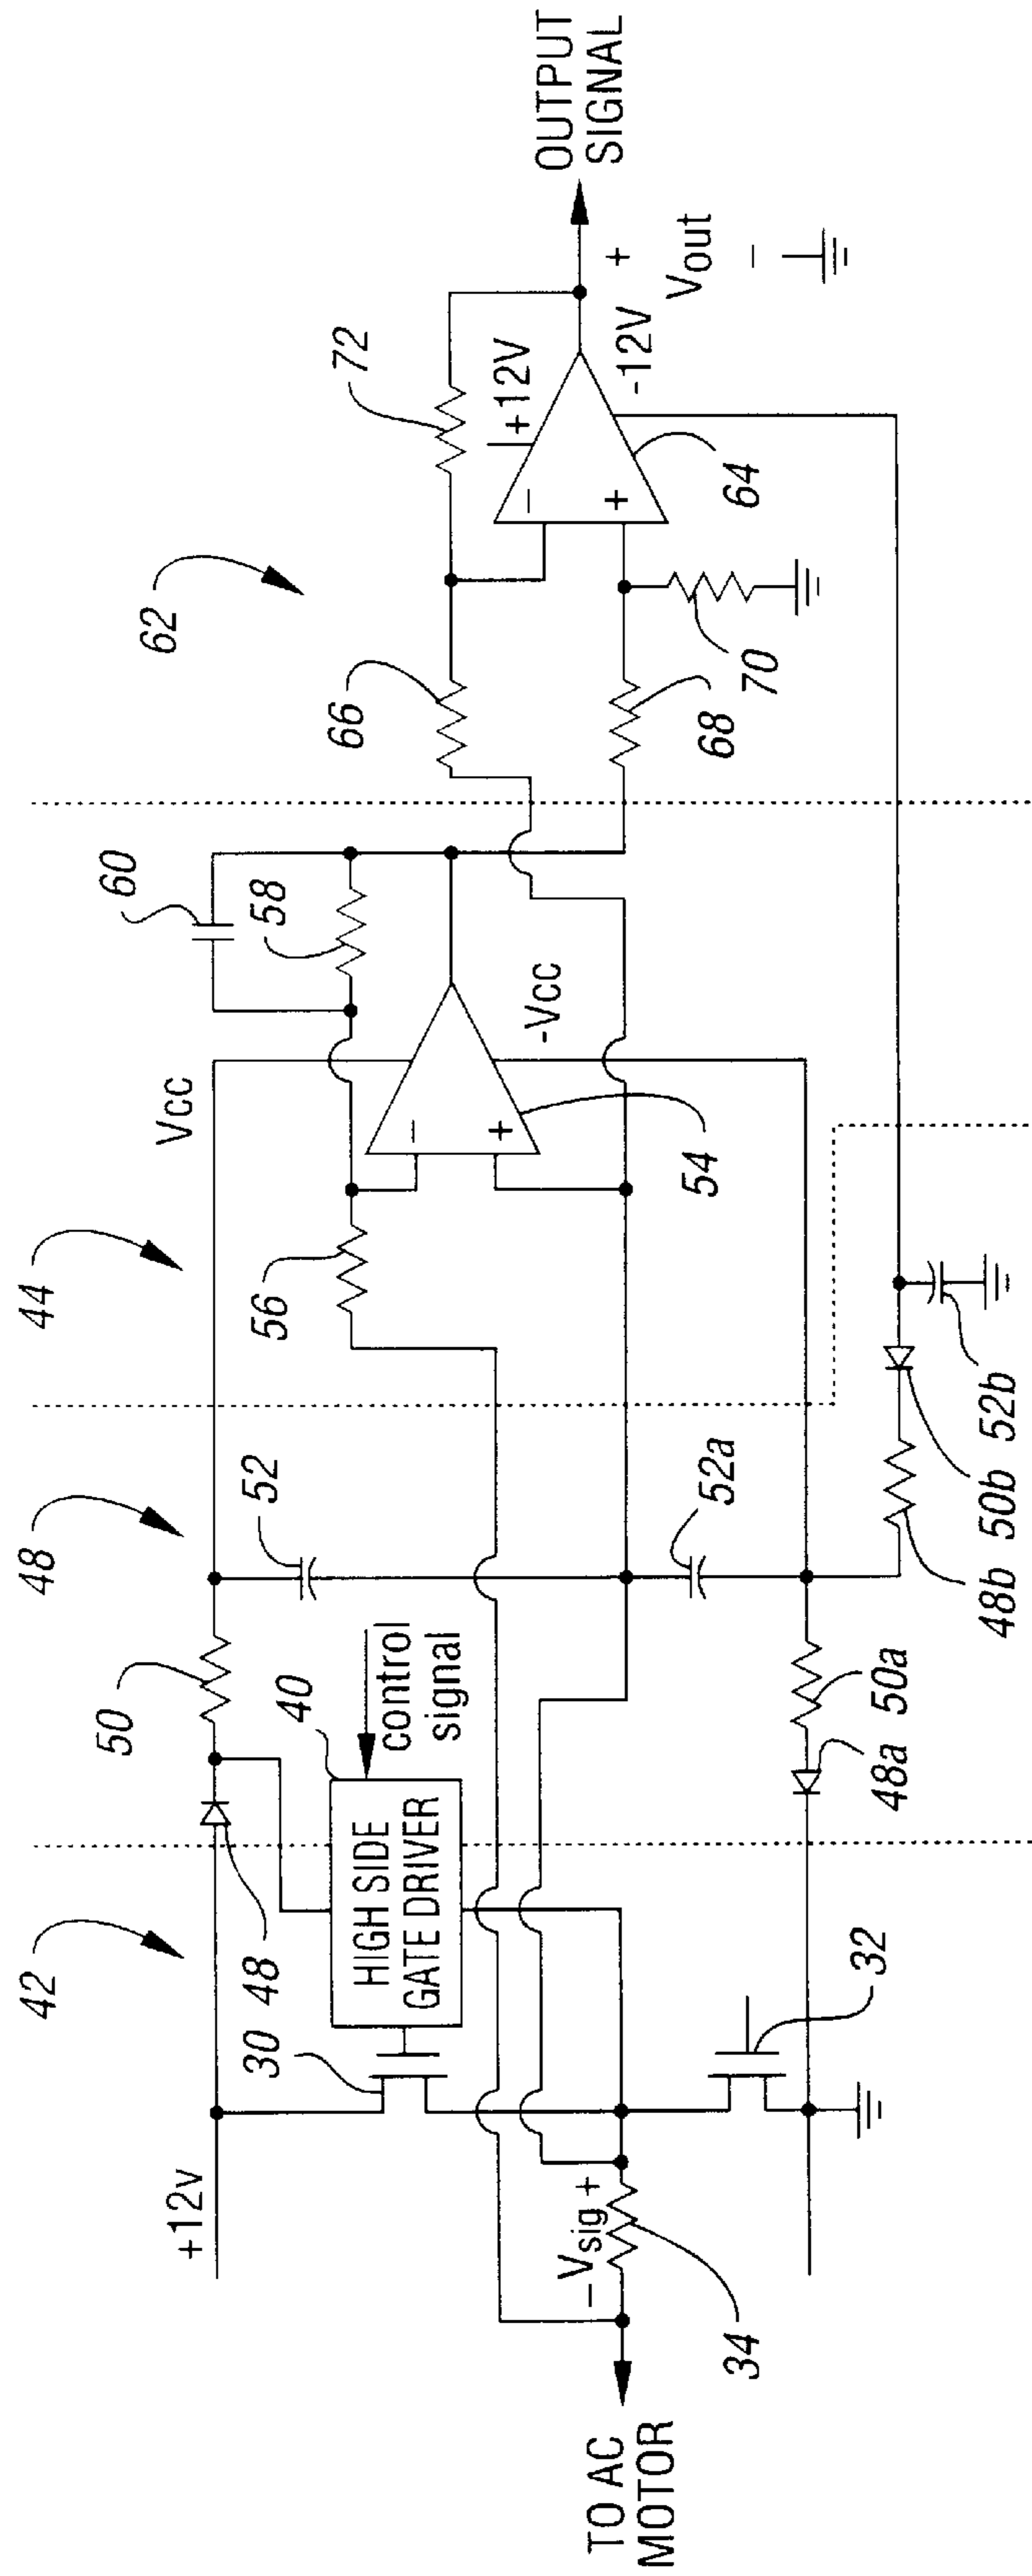 42
48
44
62
+12v
48
50
52
Vcc
60
58
66
72
OUTPUT
SIGNAL
30
HIGH SIDE
GATE DRIVER
40
control
signal
56
−
+
-Vcc
54
−
+
+12V
-12V
64
+
Vout
−
TO AC
MOTOR
− Vsig +
34
32
48a
50a
52a
48b
50b
52b
68
70